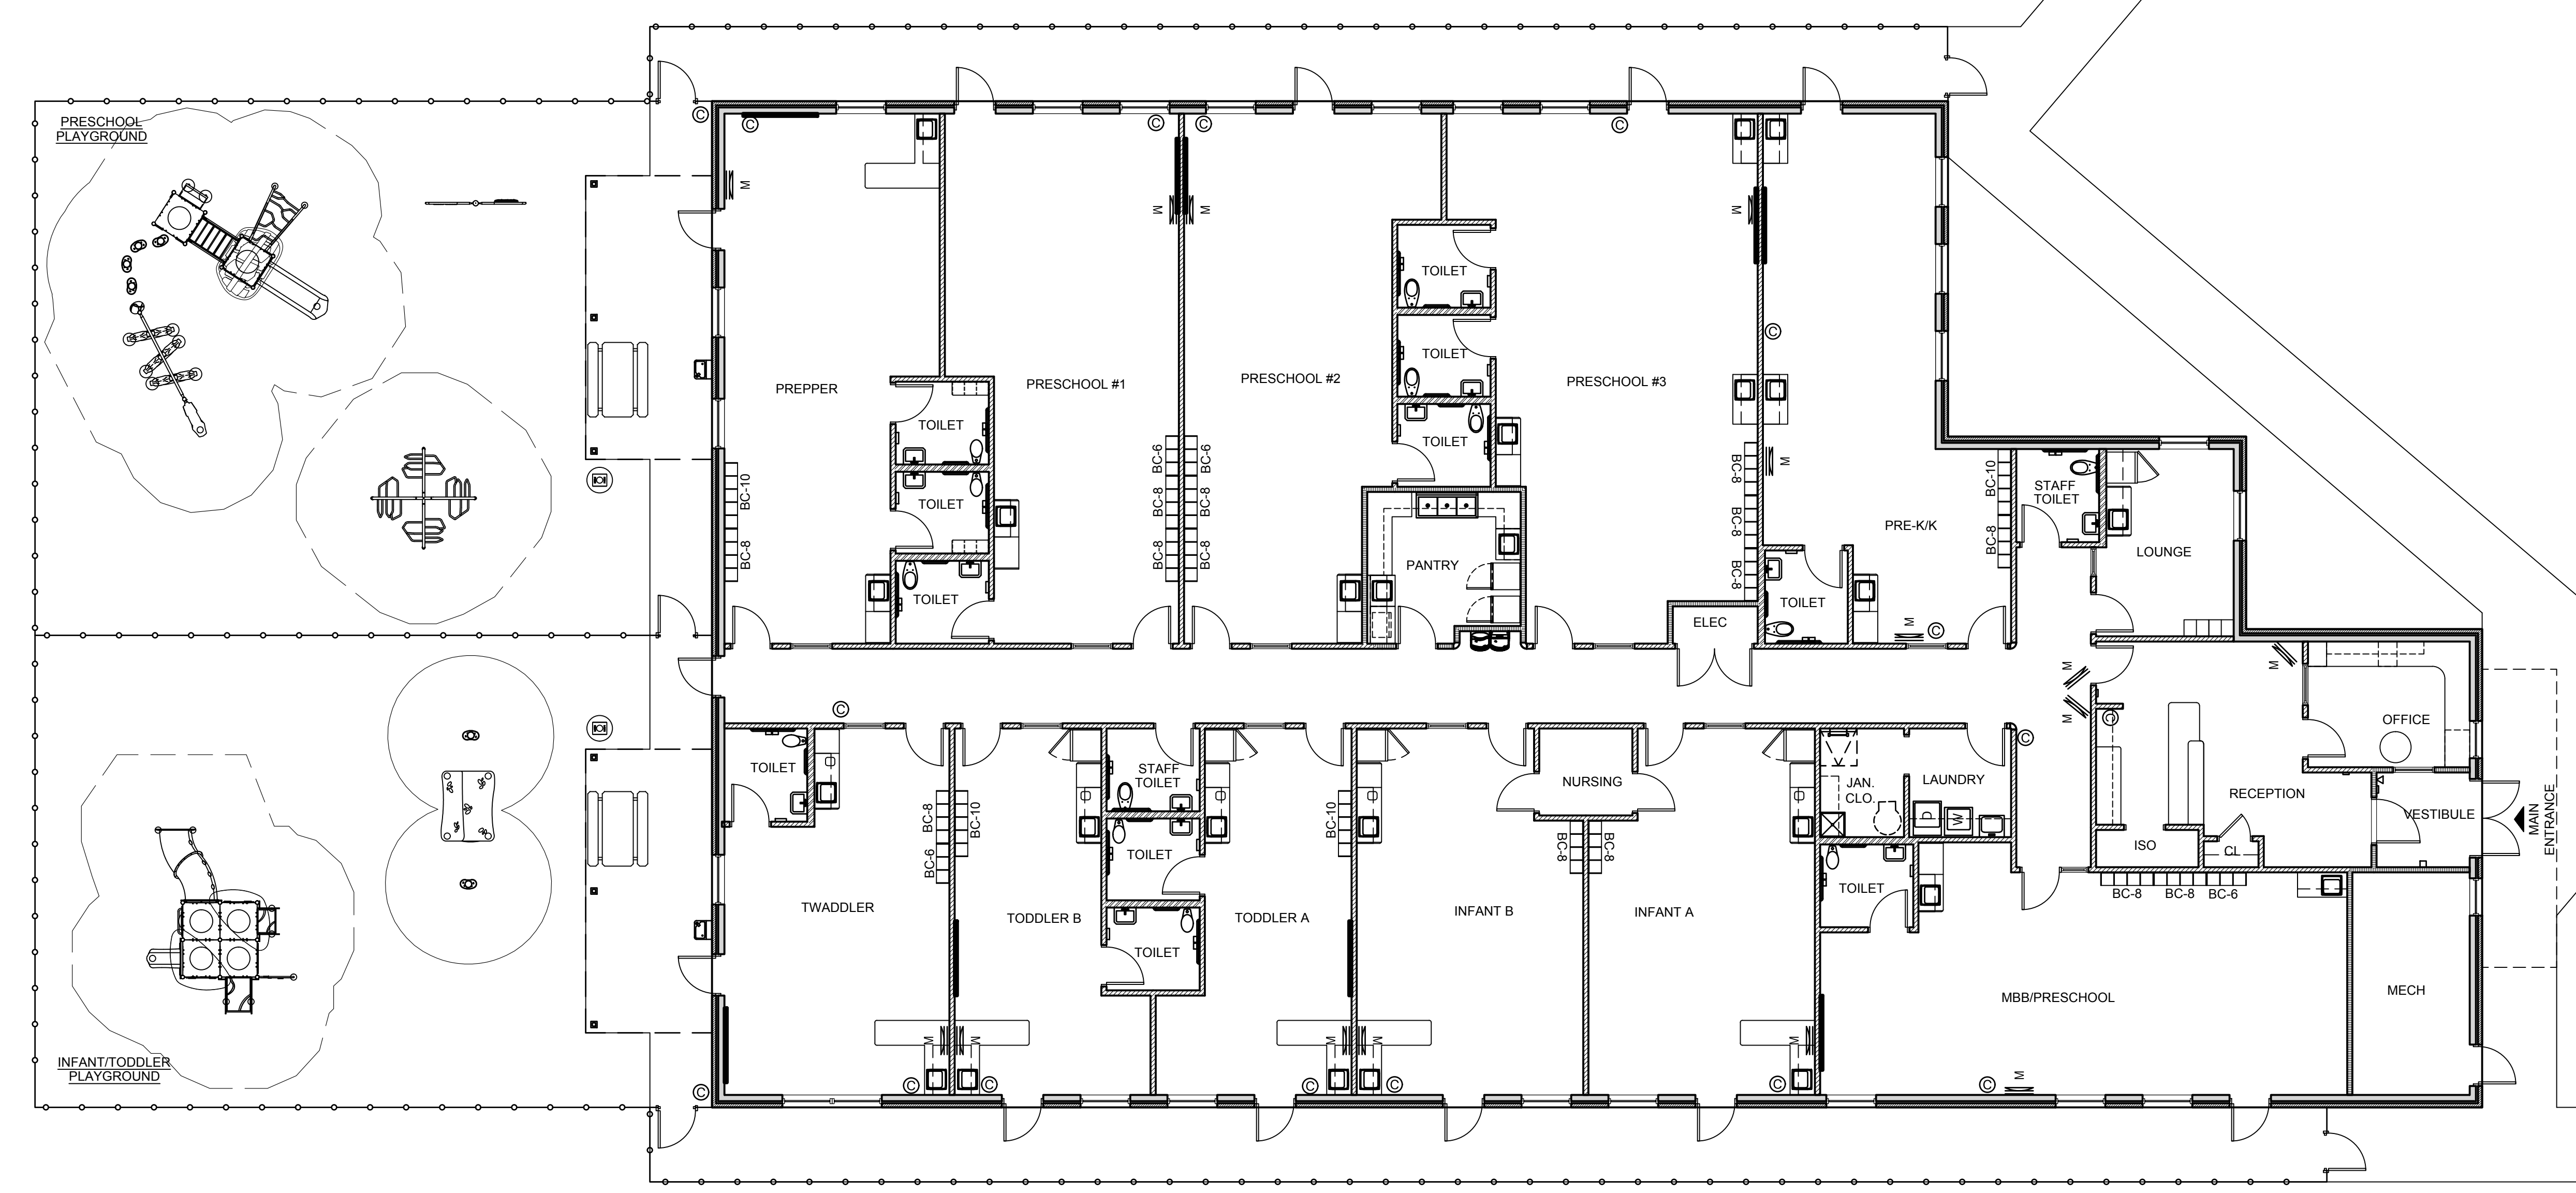 PRESCHOOL
PLAYGROUND
C
C
C
C
C
M
M
M
M
C
TOILET
TOILET
PREPPER
PRESCHOOL #1
PRESCHOOL #2
PRESCHOOL #3
TOILET
TOILET
TOILET
TOILET
BC-10
BC-8
BC-6
BC-8
BC-8
BC-6
BC-8
BC-8
BC-8
BC-8
BC-8
M
PRE-K/K
BC-10
BC-8
STAFF
TOILET
LOUNGE
PANTRY
TOILET
ELEC
TOILET
M
C
M
M
M
C
C
C
OFFICE
TOILET
STAFF
TOILET
NURSING
JAN.
CLO.
LAUNDRY
D
W
RECEPTION
VESTIBULE
MAIN
ENTRANCE
BC-8
BC-6
BC-10
BC-10
BC-8
BC-8
TOILET
ISO
CL
TOILET
BC-8
BC-8
BC-6
TWADDLER
TODDLER B
TODDLER A
INFANT B
INFANT A
TOILET
MBB/PRESCHOOL
MECH
INFANT/TODDLER
PLAYGROUND
M
M
M
M
M
M
C
C
C
C
C
C
C